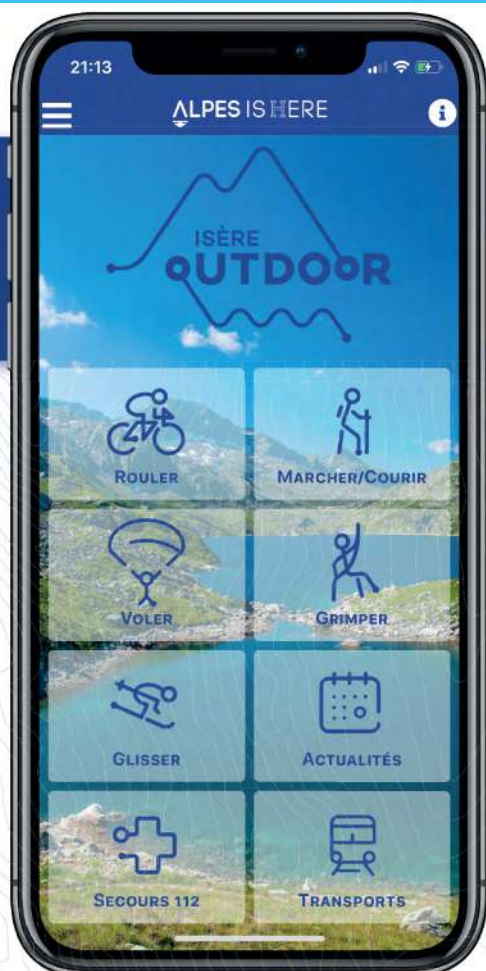 21:13
ALPES IS HERE
i
ISÈRE
OUTDOOR
ROULER
MARCHER/COURIR
VOLER
GRIMPER
GLISSER
ACTUALITÉS
SECOURS 112
TRANSPORTS